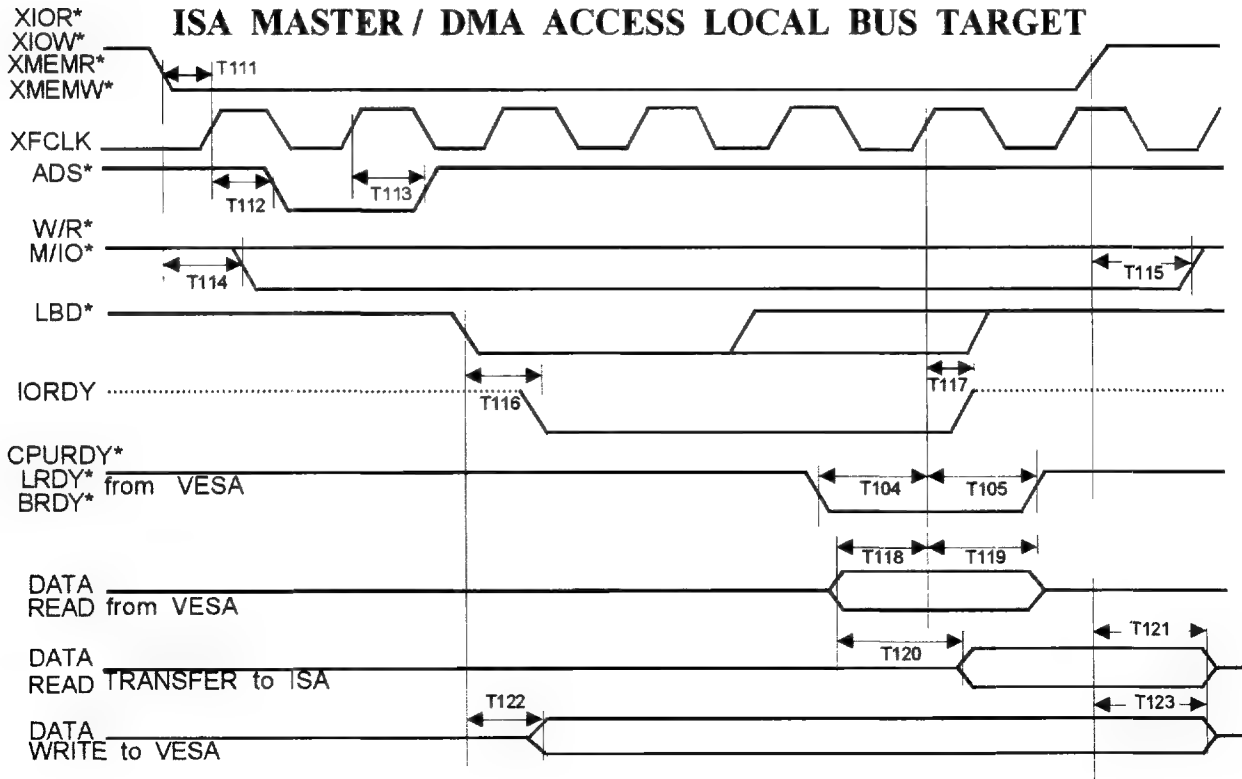 ISA MASTER / DMA ACCESS LOCAL BUS TARGET
XIOR*
XIOW*
XMEMR*
XMEMW*
T111
XFCLK
ADS*
T112
T113
W/R*
M/IO*
T114
T115
LBD*
IORDY
T116
T117
CPURDY*
LRDY* from VESA
BRDY*
T104
T105
T118
T119
DATA
READ from VESA
T121
DATA
READ TRANSFER to ISA
T120
T122
T123
DATA
WRITE to VESA